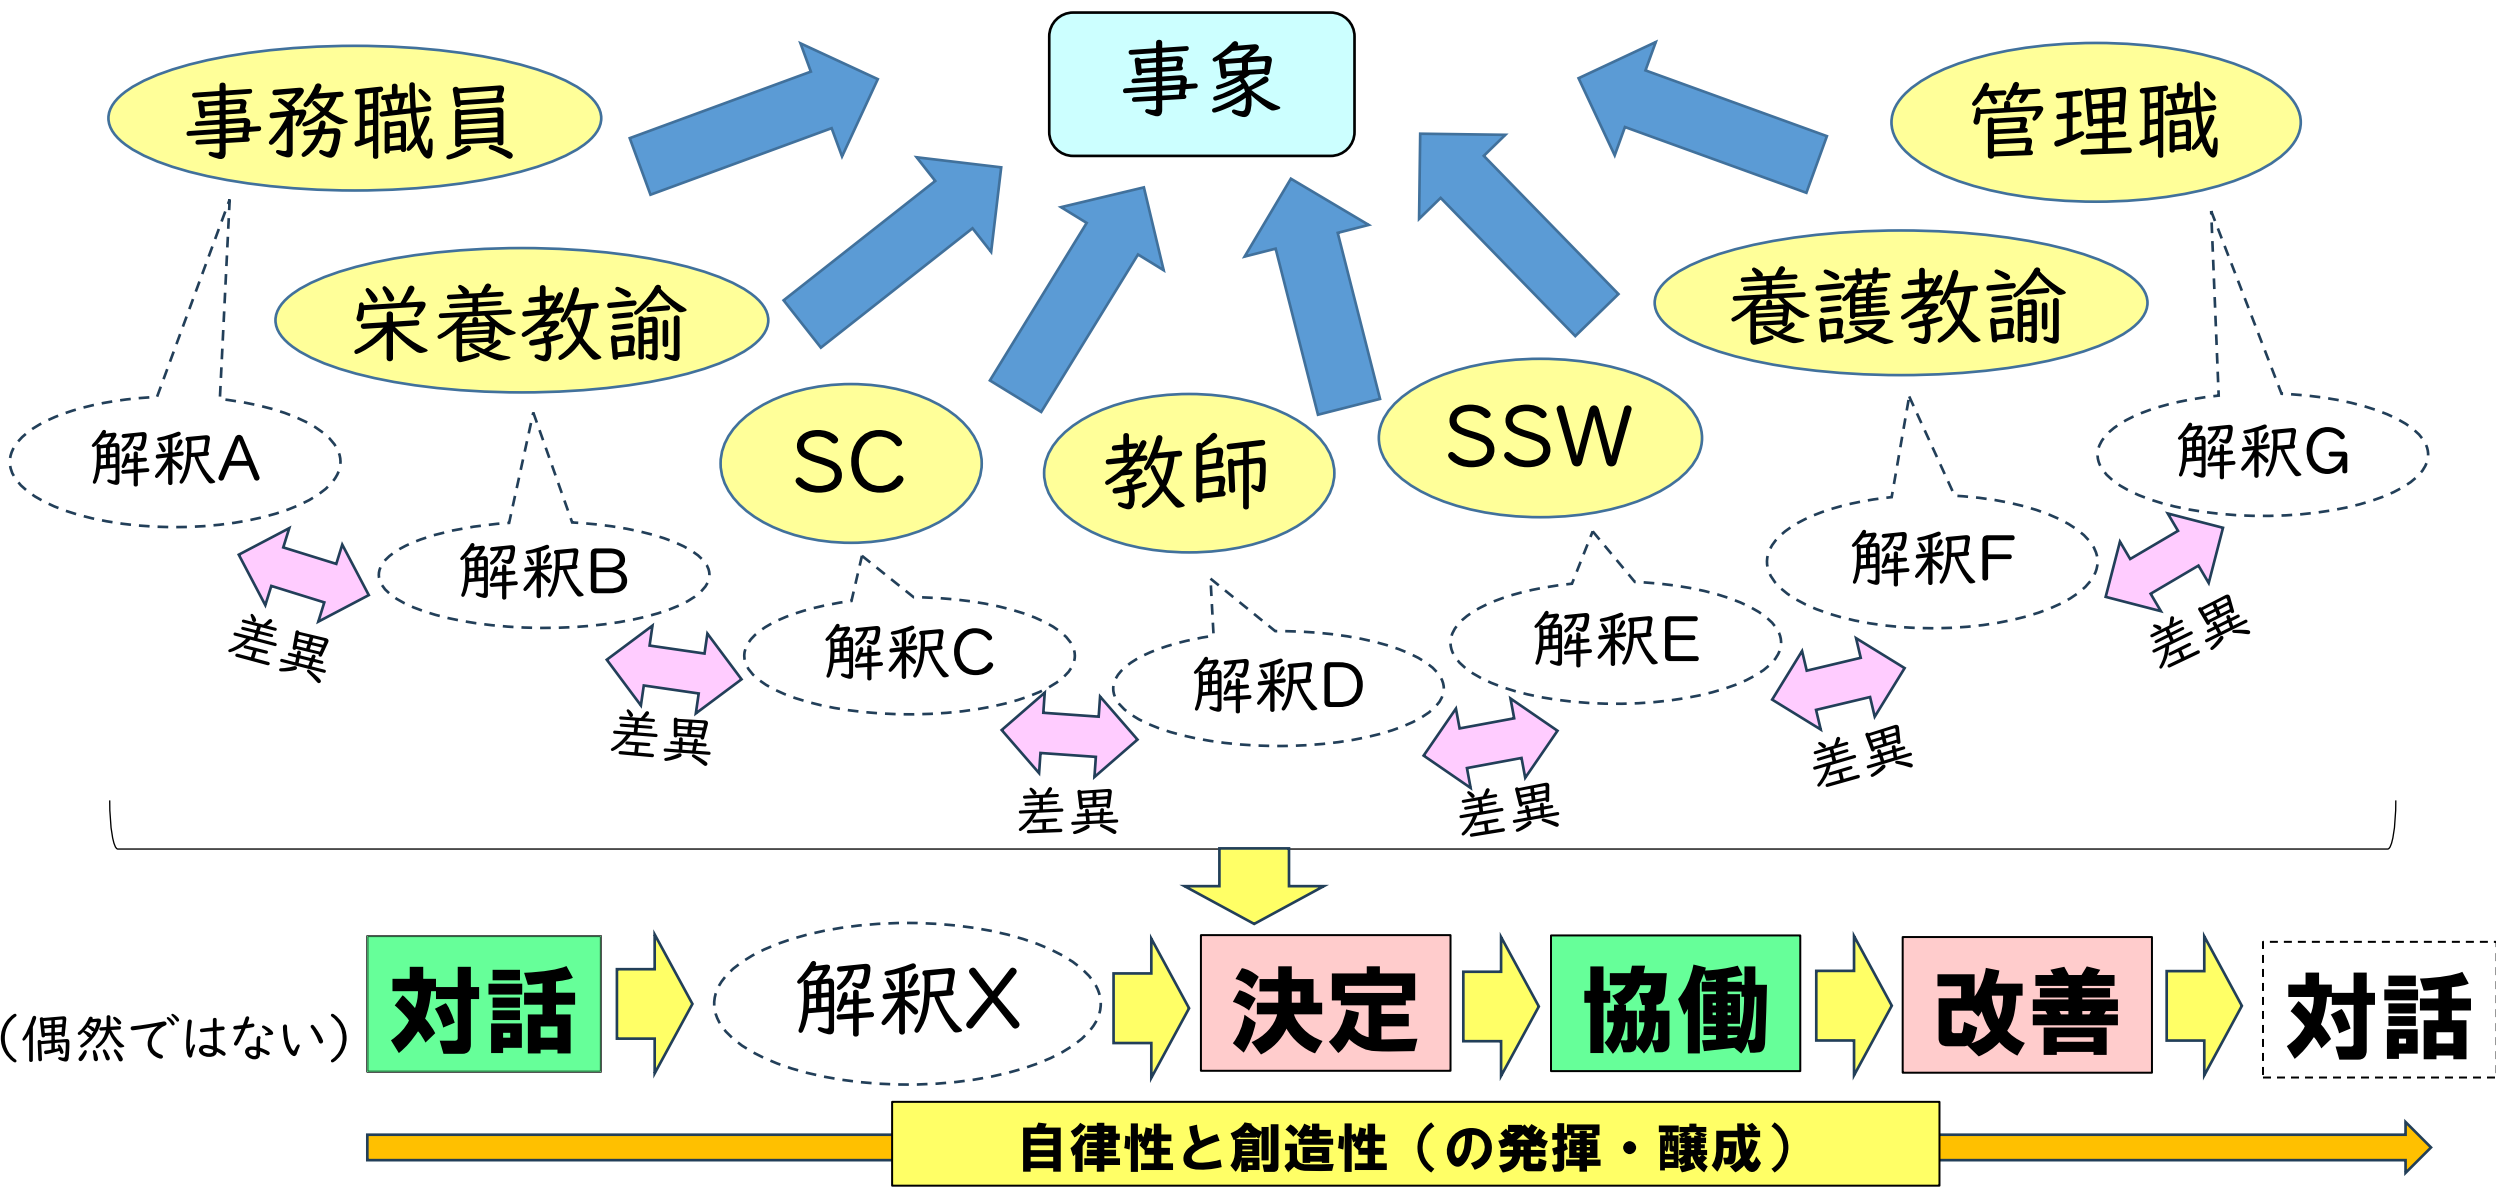 事象
事務職員
管理職
栄養教諭
養護教諭
SC
教師
SSW
解釈A
解釈B
解釈C
解釈D
解釈E
解釈F
解釈G
差異
差異
差異
差異
差異
差異
（個業ではない）
対話
解釈X
決定
協働
改善
対話
自律性と創造性（の発揮・醸成）